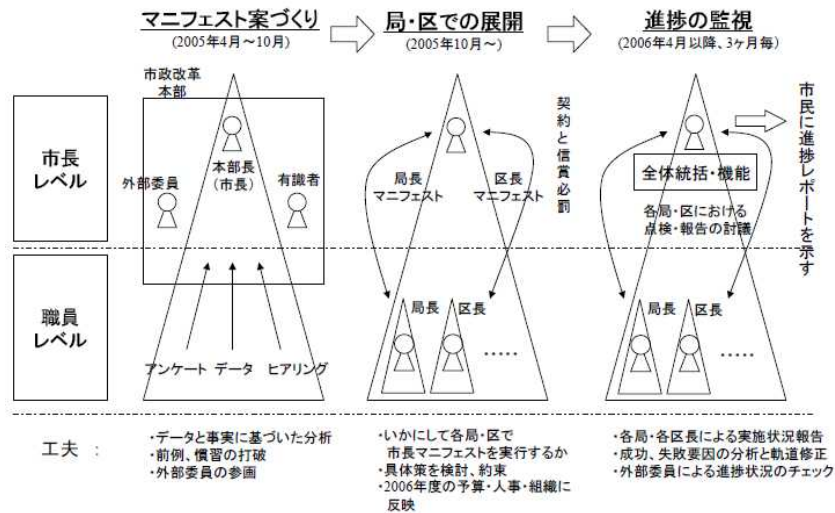 マニフェスト案づくり
(2005年4月～10月)
局・区での展開
(2005年10月～)
進捗の監視
(2006年4月以降、3ヶ月毎)
市長
レベル
市政改革
本部
本部長
(市長)
外部委員
有識者
局長
マニフェスト
区長
マニフェスト
契約と信賞必罰
全体統括・機能
各局・区における
点検・報告の討議
市民に進捗レポートを示す
職員
レベル
アンケート
データ
ヒアリング
局長
区長
・・・・・
局長
区長
・・・・・
工夫 :
・データと事実に基づいた分析
・前例、慣習の打破
・外部委員の参画
・いかにして各局・区で
市長マニフェストを実行するか
・具体策を検討、約束
・2006年度の予算・人事・組織に
反映
・各局・各区長による実施状況報告
・成功、失敗要因の分析と軌道修正
・外部委員による進捗状況のチェック